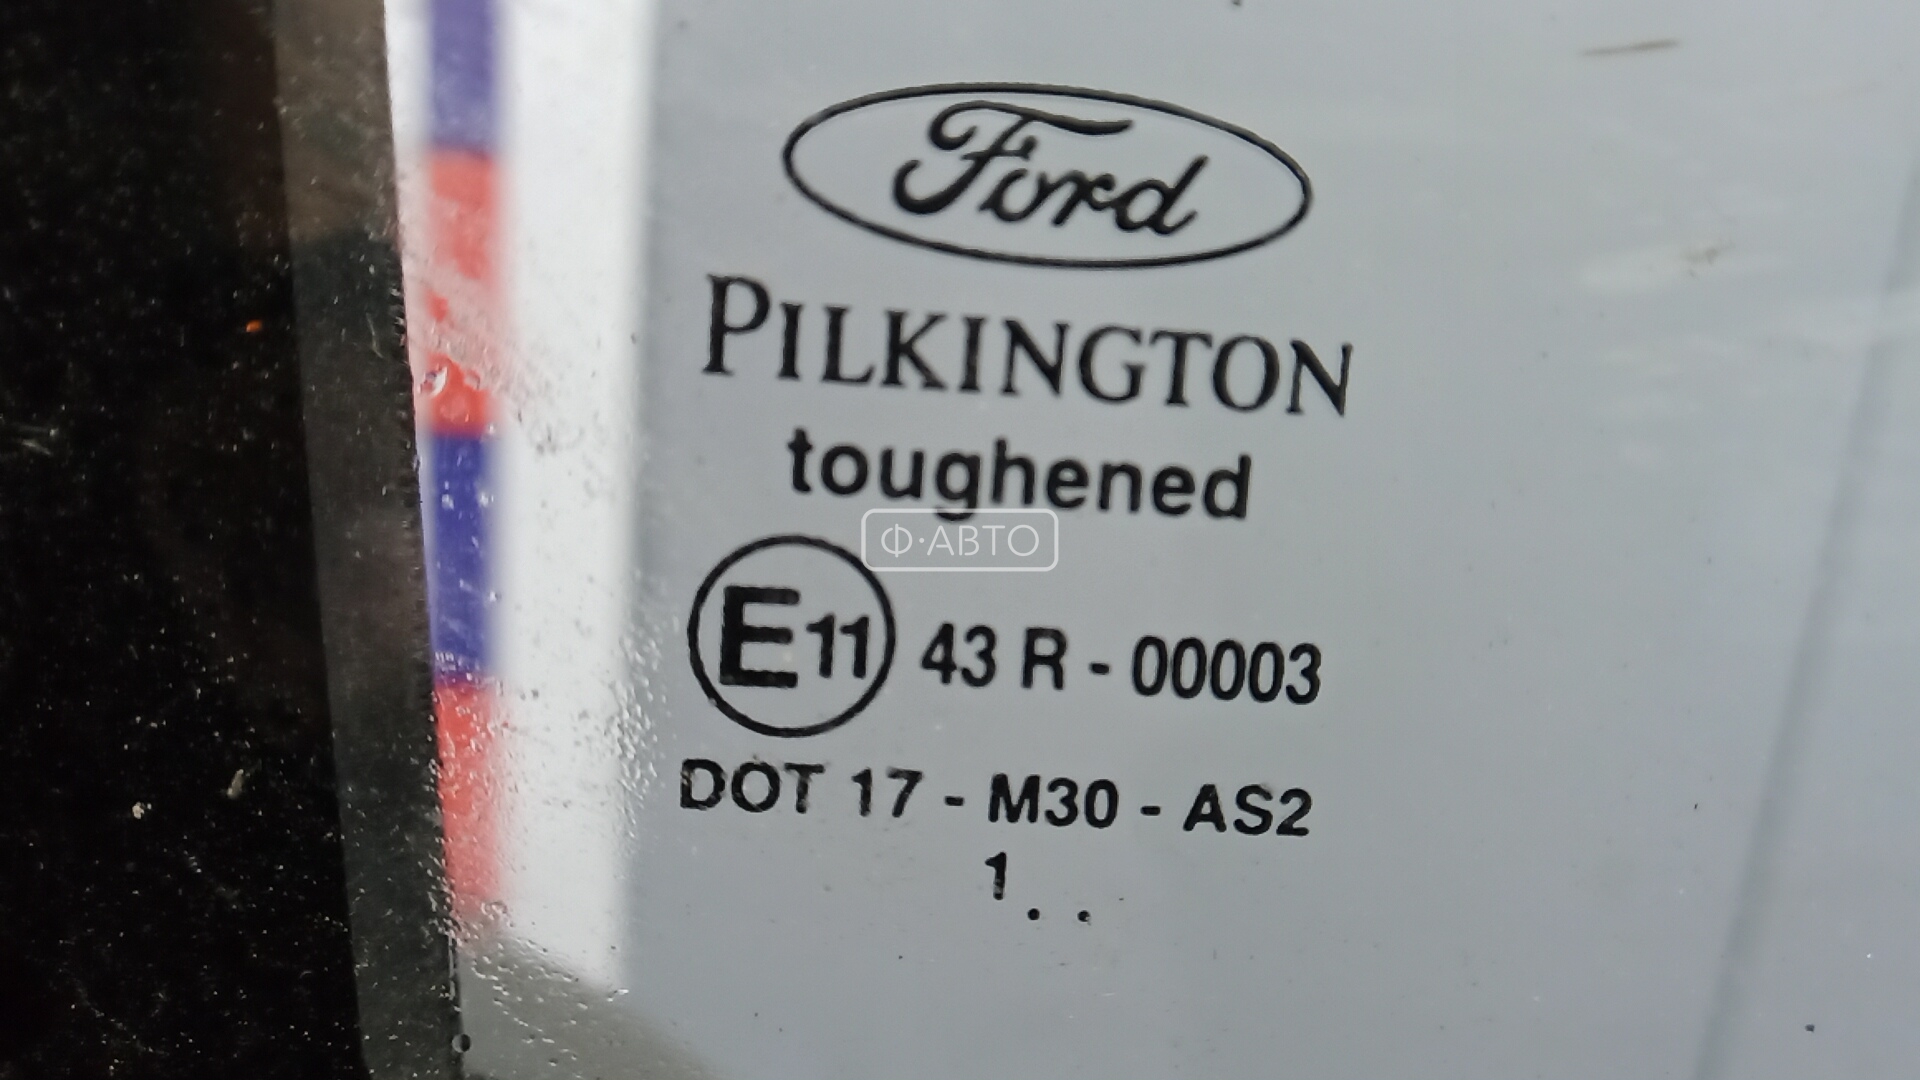 Ford
PILKINGTON
toughened
Ф·АВТО
E11 43 R - 00003
DOT 17 - M30 - AS2
1..